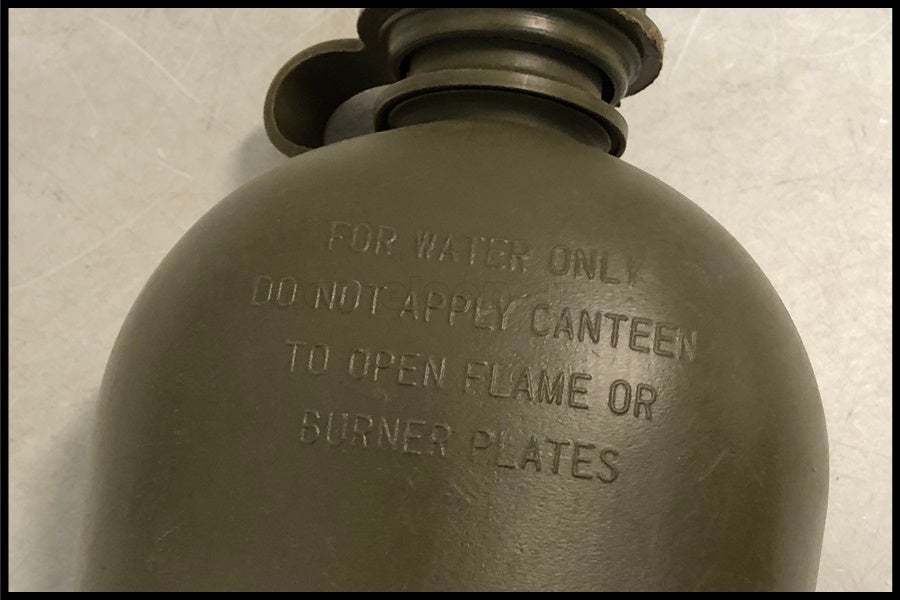 FOR WATER ONLY
DO NOT APPLY CANTEEN
TO OPEN FLAME OR
BURNER PLATES